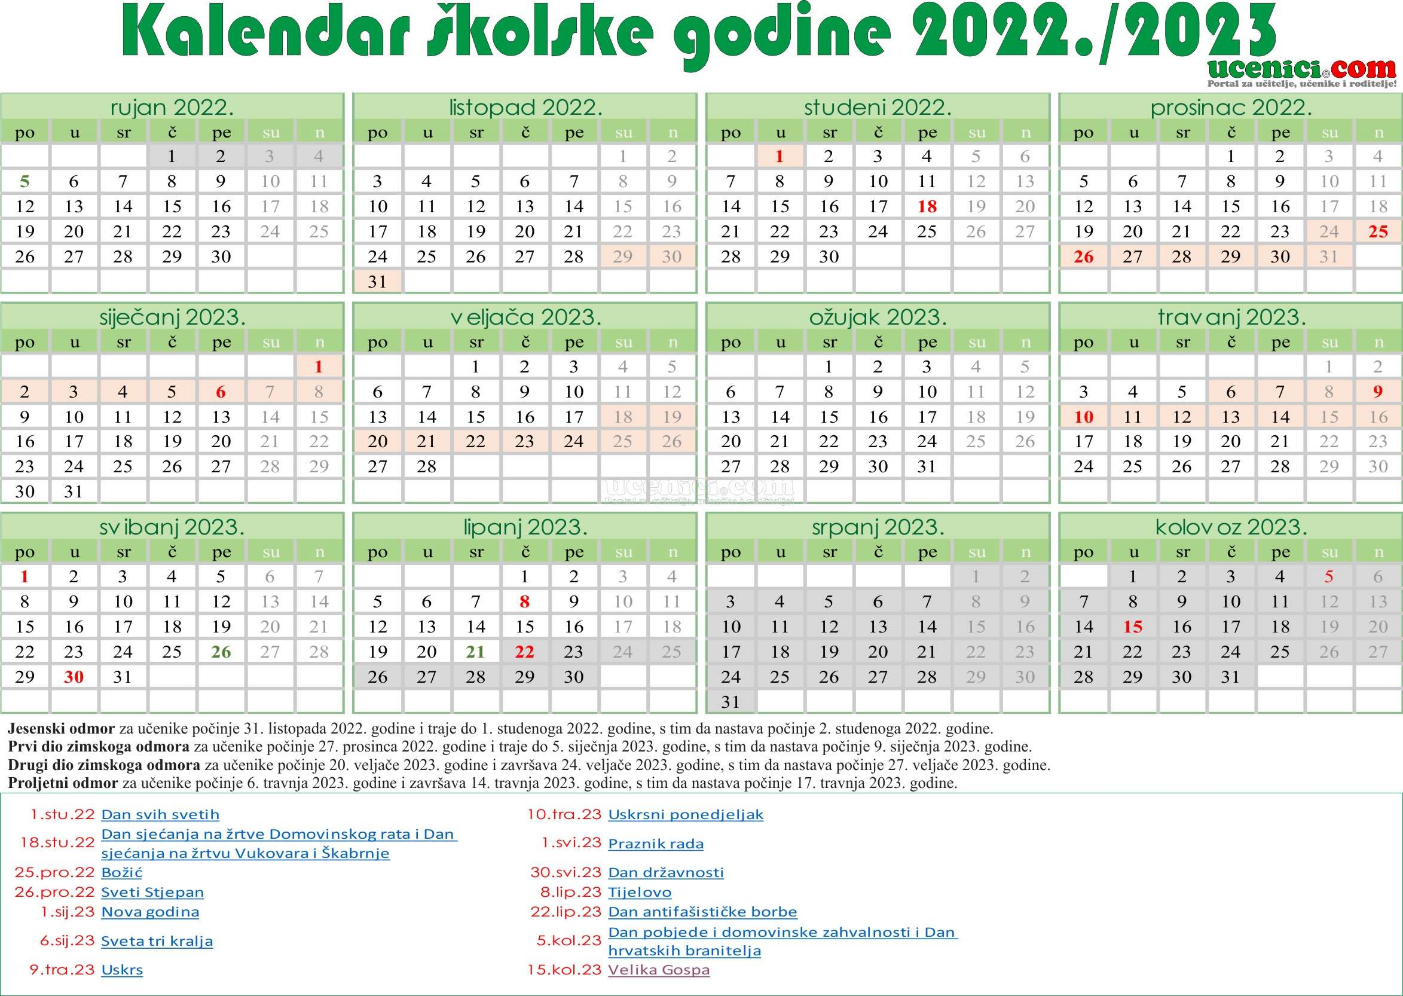 Kalendar školske godine 2022./2023
ucenici.com
Portal za učitelje, učenike i roditelje!
rujan 2022.
po u sr č pe su n
1 2 3 4
5 6 7 8 9 10 11
12 13 14 15 16 17 18
19 20 21 22 23 24 25
26 27 28 29 30
listopad 2022.
po u sr č pe su n
1 2
3 4 5 6 7 8 9
10 11 12 13 14 15 16
17 18 19 20 21 22 23
24 25 26 27 28 29 30
31
studeni 2022.
po u sr č pe su n
1 2 3 4 5 6
7 8 9 10 11 12 13
14 15 16 17 18 19 20
21 22 23 24 25 26 27
28 29 30
prosinac 2022.
po u sr č pe su n
1 2 3 4
5 6 7 8 9 10 11
12 13 14 15 16 17 18
19 20 21 22 23 24 25
26 27 28 29 30 31
siječanj 2023.
po u sr č pe su n
1
2 3 4 5 6 7 8
9 10 11 12 13 14 15
16 17 18 19 20 21 22
23 24 25 26 27 28 29
30 31
veljača 2023.
po u sr č pe su n
1 2 3 4 5
6 7 8 9 10 11 12
13 14 15 16 17 18 19
20 21 22 23 24 25 26
27 28
ožujak 2023.
po u sr č pe su n
1 2 3 4 5
6 7 8 9 10 11 12
13 14 15 16 17 18 19
20 21 22 23 24 25 26
27 28 29 30 31
travanj 2023.
po u sr č pe su n
1 2
3 4 5 6 7 8 9
10 11 12 13 14 15 16
17 18 19 20 21 22 23
24 25 26 27 28 29 30
ucenici.com
Portal za učitelje, učenike i roditelje!
svibanj 2023.
po u sr č pe su n
1 2 3 4 5 6 7
8 9 10 11 12 13 14
15 16 17 18 19 20 21
22 23 24 25 26 27 28
29 30 31
lipanj 2023.
po u sr č pe su n
1 2 3 4
5 6 7 8 9 10 11
12 13 14 15 16 17 18
19 20 21 22 23 24 25
26 27 28 29 30
srpanj 2023.
po u sr č pe su n
1 2
3 4 5 6 7 8 9
10 11 12 13 14 15 16
17 18 19 20 21 22 23
24 25 26 27 28 29 30
31
kolovoz 2023.
po u sr č pe su n
1 2 3 4 5 6
7 8 9 10 11 12 13
14 15 16 17 18 19 20
21 22 23 24 25 26 27
28 29 30 31
Jesenski odmor za učenike počinje 31. listopada 2022. godine i traje do 1. studenoga 2022. godine, s tim da nastava počinje 2. studenoga 2022. godine.
Prvi dio zimskoga odmora za učenike počinje 27. prosinca 2022. godine i traje do 5. siječnja 2023. godine, s tim da nastava počinje 9. siječnja 2023. godine.
Drugi dio zimskoga odmora za učenike počinje 20. veljače 2023. godine i završava 24. veljače 2023. godine, s tim da nastava počinje 27. veljače 2023. godine.
Proljetni odmor za učenike počinje 6. travnja 2023. godine i završava 14. travnja 2023. godine, s tim da nastava počinje 17. travnja 2023. godine.
1.stu.22 Dan svih svetih
18.stu.22 Dan sjećanja na žrtve Domovinskog rata i Dan
sjećanja na žrtvu Vukovara i Škabrnje
25.pro.22 Božić
26.pro.22 Sveti Stjepan
1.sij.23 Nova godina
6.sij.23 Sveta tri kralja
9.tra.23 Uskrs
10.tra.23 Uskrsni ponedjeljak
1.svi.23 Praznik rada
30.svi.23 Dan državnosti
8.lip.23 Tijelovo
22.lip.23 Dan antifašističke borbe
5.kol.23 Dan pobjede i domovinske zahvalnosti i Dan
hrvatskih branitelja
15.kol.23 Velika Gospa